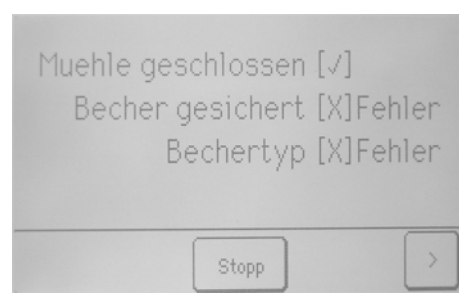 Muehle geschlossen [√]
Becher gesichert [X]Fehler
Bechertyp [X]Fehler
Stopp >